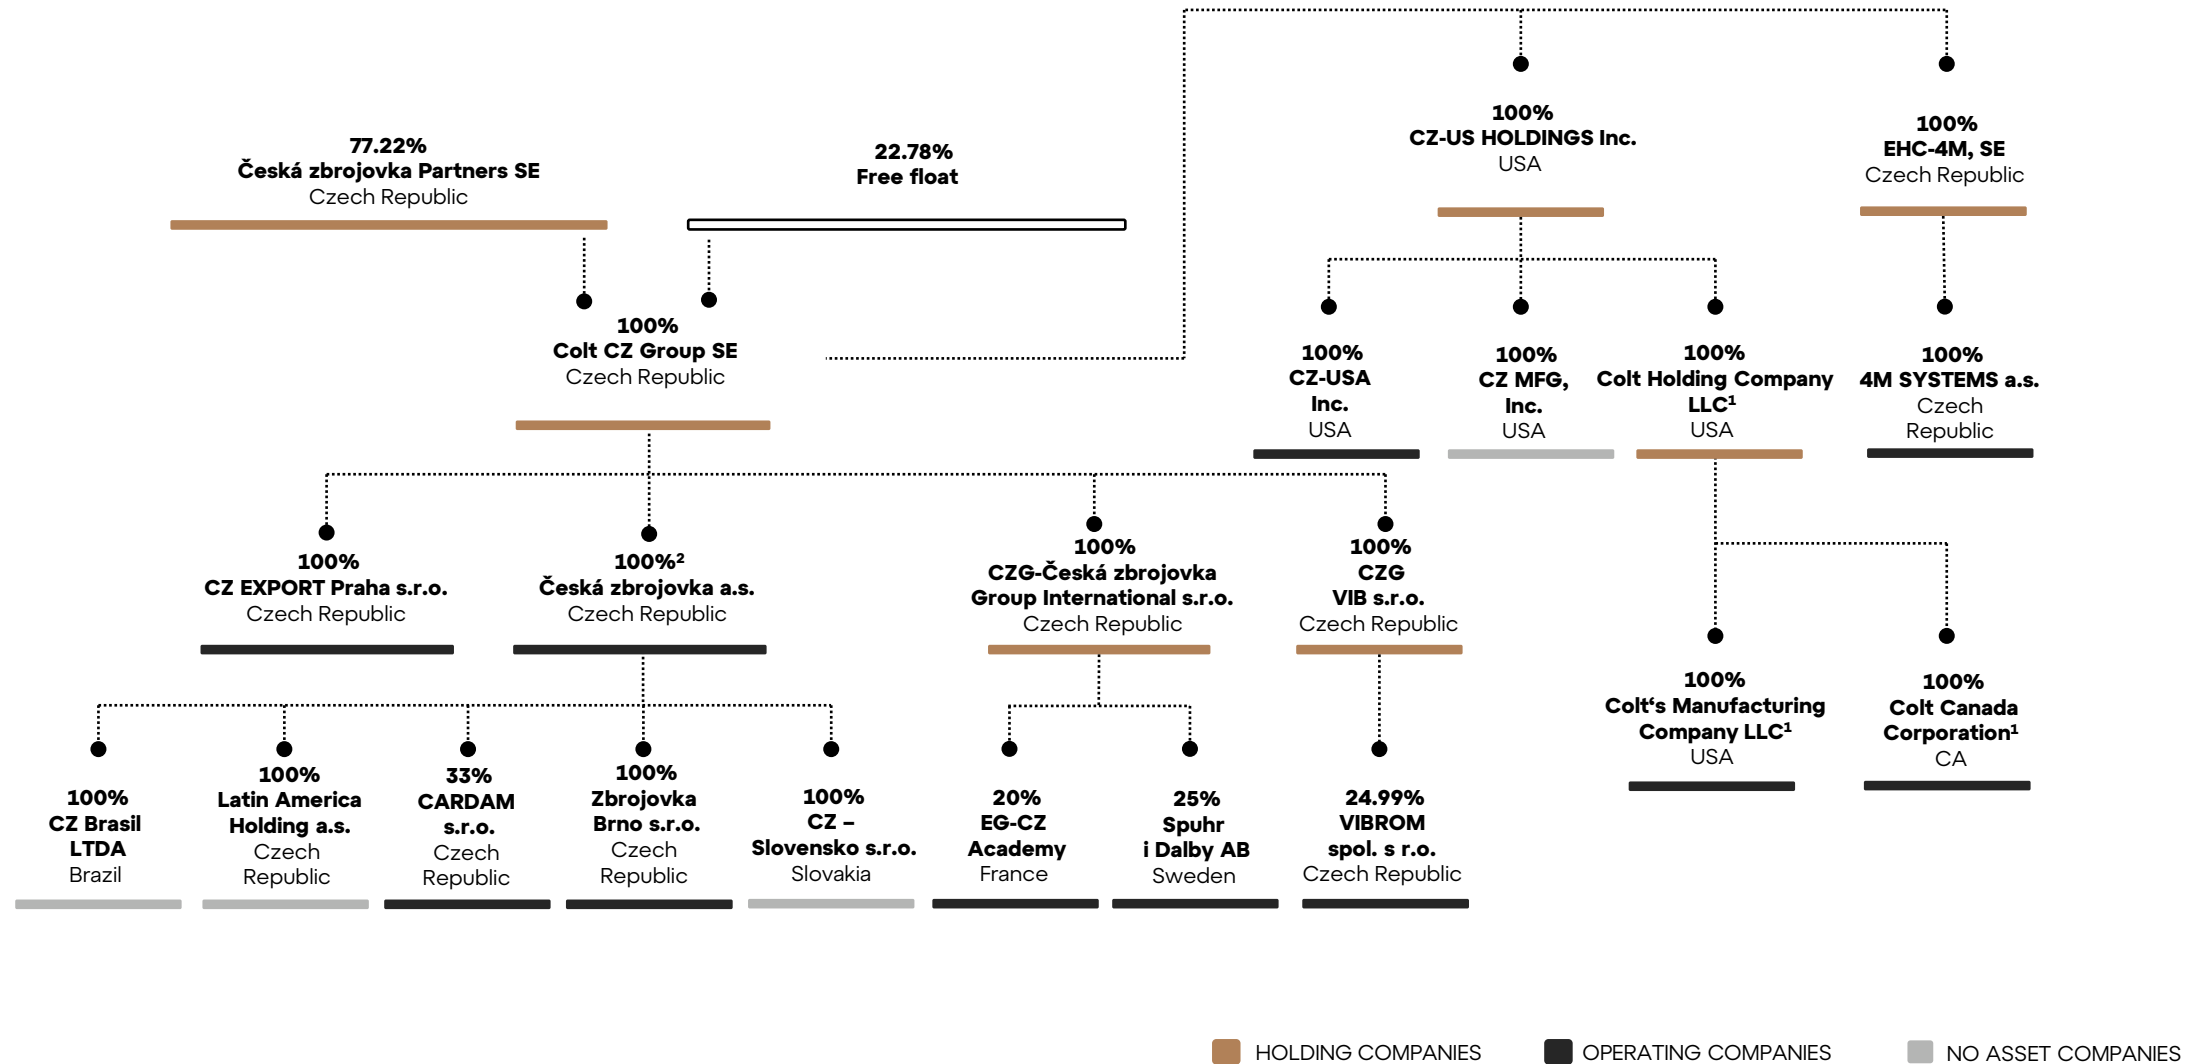 77.22%
Česká zbrojovka Partners SE
Czech Republic
22.78%
Free float
100%
CZ-US HOLDINGS Inc.
USA
100%
EHC-4M, SE
Czech Republic
100%
Colt CZ Group SE
Czech Republic
100%
CZ-USA
Inc.
USA
100%
CZ MFG,
Inc.
USA
100%
Colt Holding Company
LLC¹
USA
100%
4M SYSTEMS a.s.
Czech
Republic
100%
CZ EXPORT Praha s.r.o.
Czech Republic
100%²
Česká zbrojovka a.s.
Czech Republic
100%
CZG-Česká zbrojovka
Group International s.r.o.
Czech Republic
100%
CZG
VIB s.r.o.
Czech Republic
100%
Colt‘s Manufacturing
Company LLC¹
USA
100%
Colt Canada
Corporation¹
CA
100%
CZ Brasil
LTDA
Brazil
100%
Latin America
Holding a.s.
Czech
Republic
33%
CARDAM
s.r.o.
Czech
Republic
100%
Zbrojovka
Brno s.r.o.
Czech
Republic
100%
CZ –
Slovensko s.r.o.
Slovakia
20%
EG-CZ
Academy
France
25%
Spuhr
i Dalby AB
Sweden
24.99%
VIBROM
spol. s r.o.
Czech Republic
HOLDING COMPANIES
OPERATING COMPANIES
NO ASSET COMPANIES